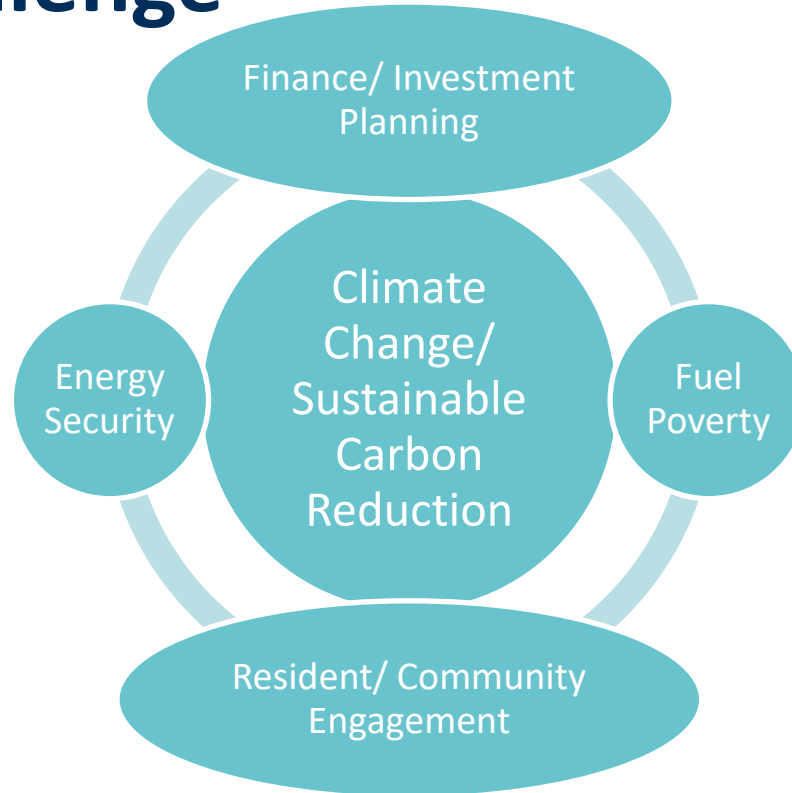 Finance/ Investment
Planning
Climate
Change/
Sustainable
Carbon
Reduction
Energy
Security
Fuel
Poverty
Resident/ Community
Engagement